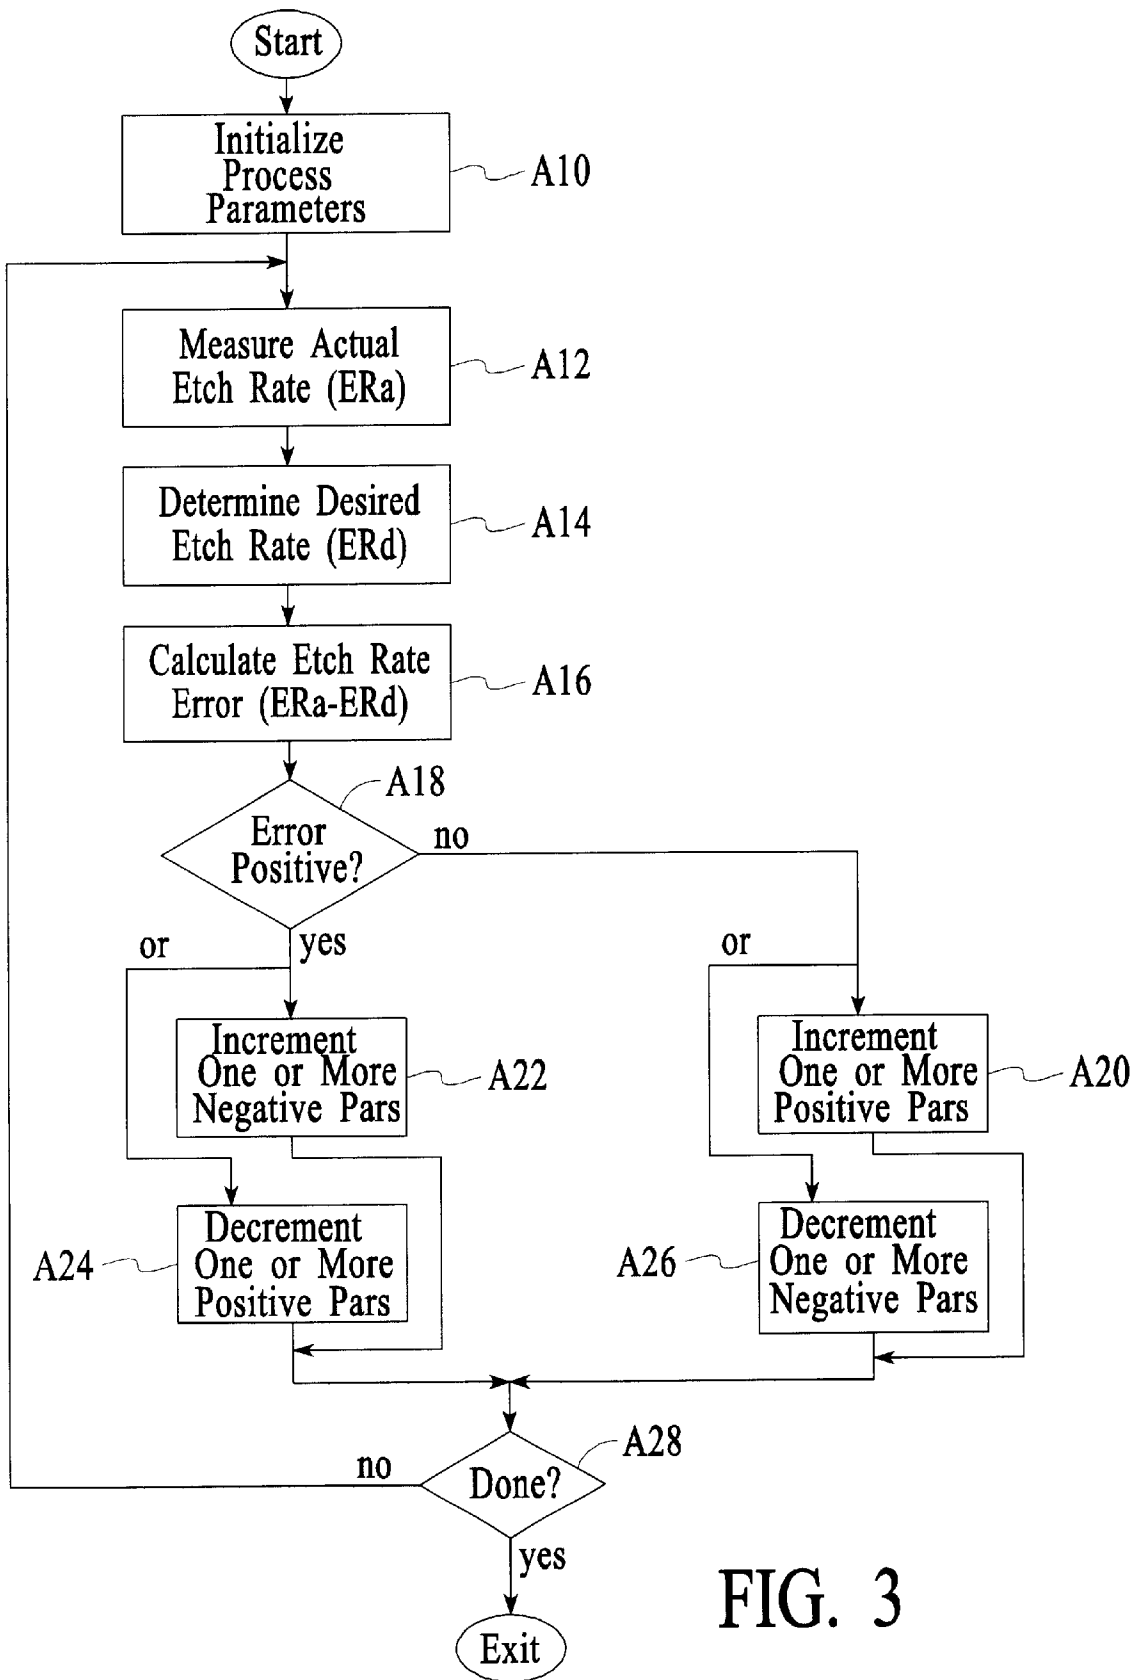 Start
Initialize
Process
Parameters
A10
Measure Actual
Etch Rate (ERa)
A12
Determine Desired
Etch Rate (ERd)
A14
Calculate Etch Rate
Error (ERa-ERd)
A16
A18
Error
Positive?
no
or
yes
or
Increment
One or More
Negative Pars
A22
Increment
One or More
Positive Pars
A20
A24
Decrement
One or More
Positive Pars
A26
Decrement
One or More
Negative Pars
A28
no
Done?
yes
Exit
FIG. 3